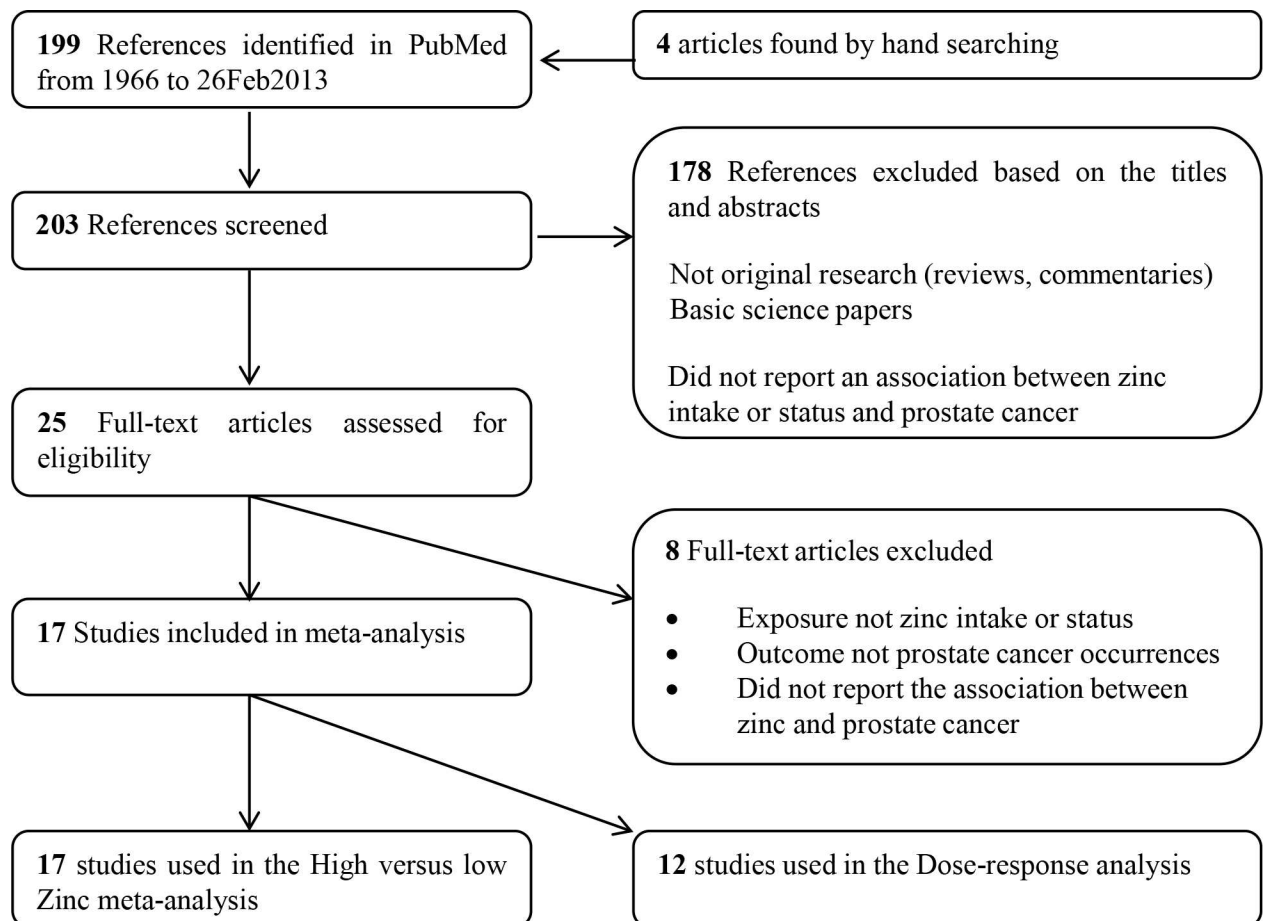 199 References identified in PubMed
from 1966 to 26Feb2013
4 articles found by hand searching
203 References screened
178 References excluded based on the titles
and abstracts
Not original research (reviews, commentaries)
Basic science papers
Did not report an association between zinc
intake or status and prostate cancer
25 Full-text articles assessed for
eligibility
8 Full-text articles excluded
• Exposure not zinc intake or status
• Outcome not prostate cancer occurrences
• Did not report the association between
zinc and prostate cancer
17 Studies included in meta-analysis
17 studies used in the High versus low
Zinc meta-analysis
12 studies used in the Dose-response analysis